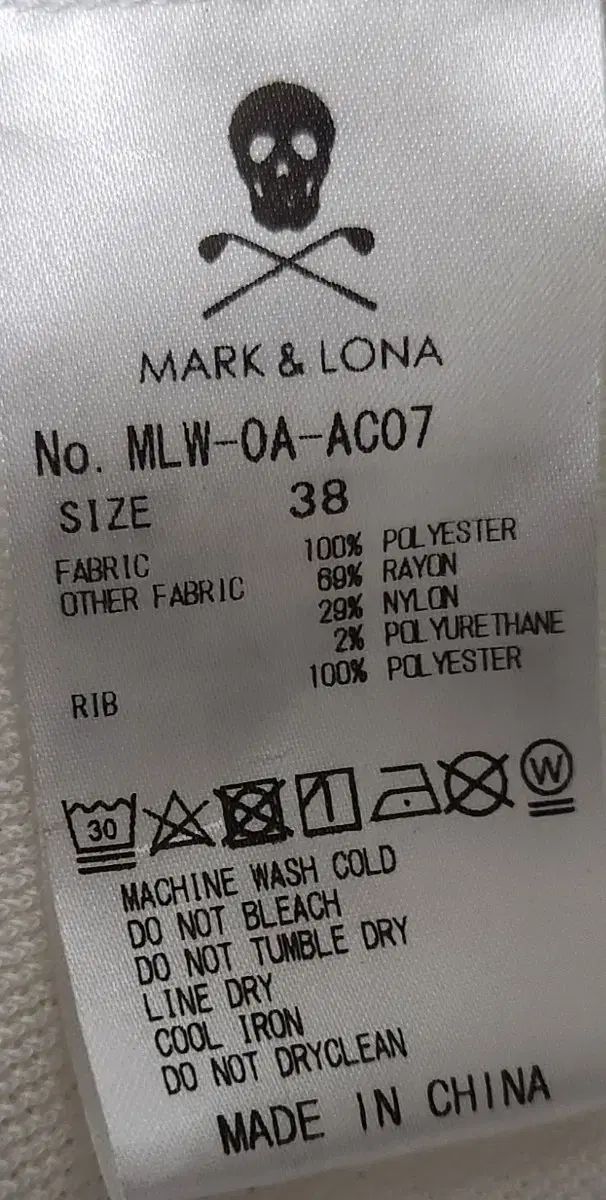 MARK & LONA
No. MLW-OA-AC07
SIZE 38
FABRIC 100% POLYESTER
OTHER FABRIC 69% RAYON
29% NYLON
2% POLYURETHANE
RIB 100% POLYESTER
30 W
MACHINE WASH COLD
DO NOT BLEACH
DO NOT TUMBLE DRY
LINE DRY
COOL IRON
DO NOT DRYCLEAN
MADE IN CHINA